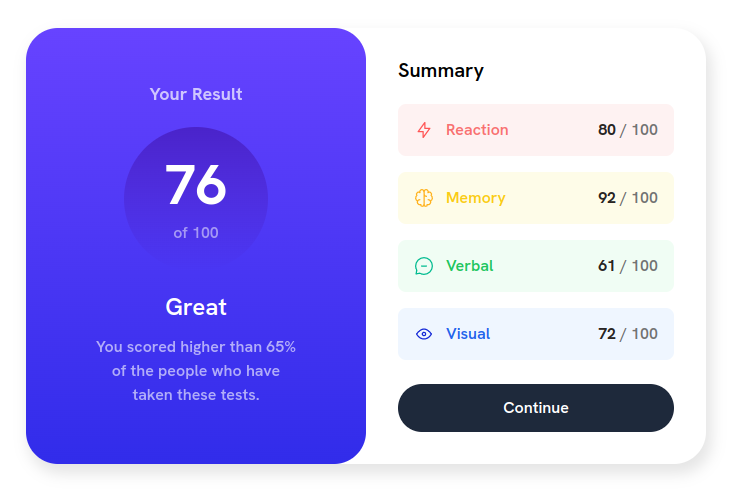 Your Result
76
of 100
Great
You scored higher than 65%
of the people who have
taken these tests.
Summary
Reaction 80 / 100
Memory 92 / 100
Verbal 61 / 100
Visual 72 / 100
Continue